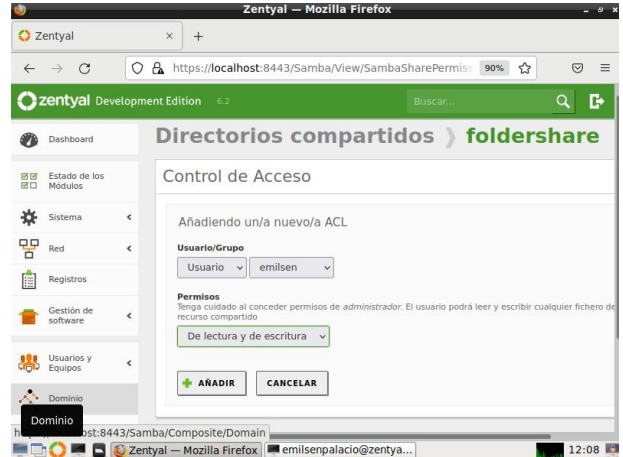 Zentyal — Mozilla Firefox
Zentyal
https://localhost:8443/Samba/View/SambaSharePermiss 90%
zentyal Development Edition 6.2 Buscar...
Dashboard
Estado de los
Módulos
Sistema
Red
Registros
Gestión de
software
Usuarios y
Equipos
Dominio
Dominio
Directorios compartidos foldershare
Control de Acceso
Añadiendo un/a nuevo/a ACL
Usuario/Grupo
Usuario emilsen
Permisos
Tenga cuidado al conceder permisos de administrador. El usuario podrá leer y escribir cualquier fichero de
recurso compartido
De lectura y de escritura
AÑADIR CANCELAR
ost:8443/Samba/Composite/Domain
Zentyal — Mozilla Firefox emilsenpalacio@zentya... 12:08